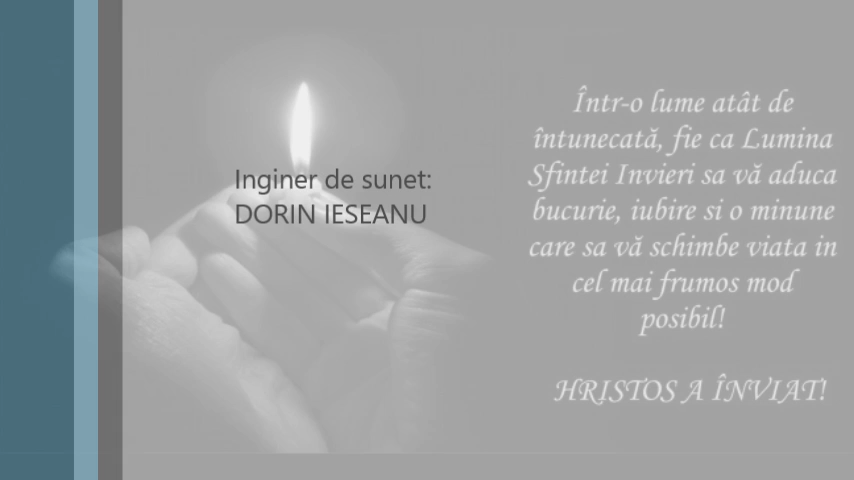 Inginer de sunet:
DORIN IESEANU
Într-o lume atât de
întunecată, fie ca Lumina
Sfintei Invieri sa vă aduca
bucurie, iubire si o minune
care sa vă schimbe viata in
cel mai frumos mod
posibil!
HRISTOS A ÎNVIAT!